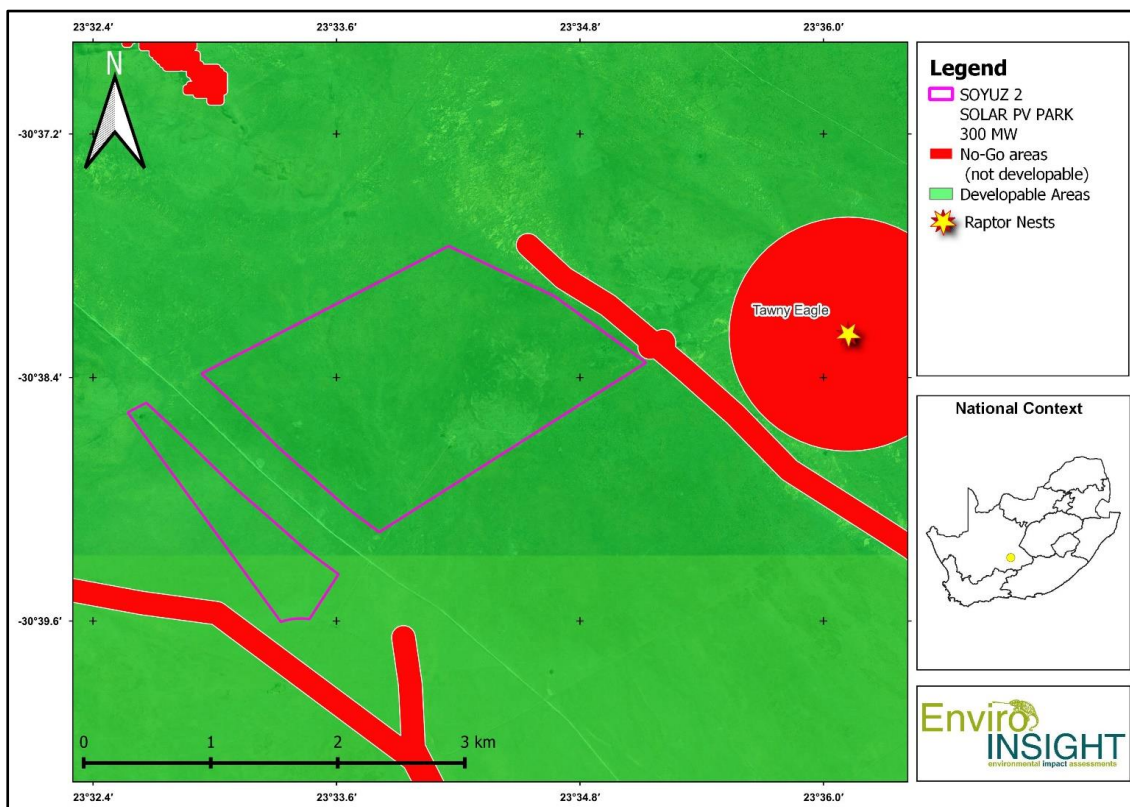 23°32.4'
23°33.6'
23°34.8'
23°36.0'
N
-30°37.2'
-30°38.4'
-30°39.6'
Tawny Eagle
0
1
2
3 km
23°32.4'
23°33.6'
23°34.8'
23°36.0'
Legend
SOYUZ 2
SOLAR PV PARK
300 MW
No-Go areas
(not developable)
Developable Areas
Raptor Nests
National Context
Enviro
INSIGHT
environmental impact assessments